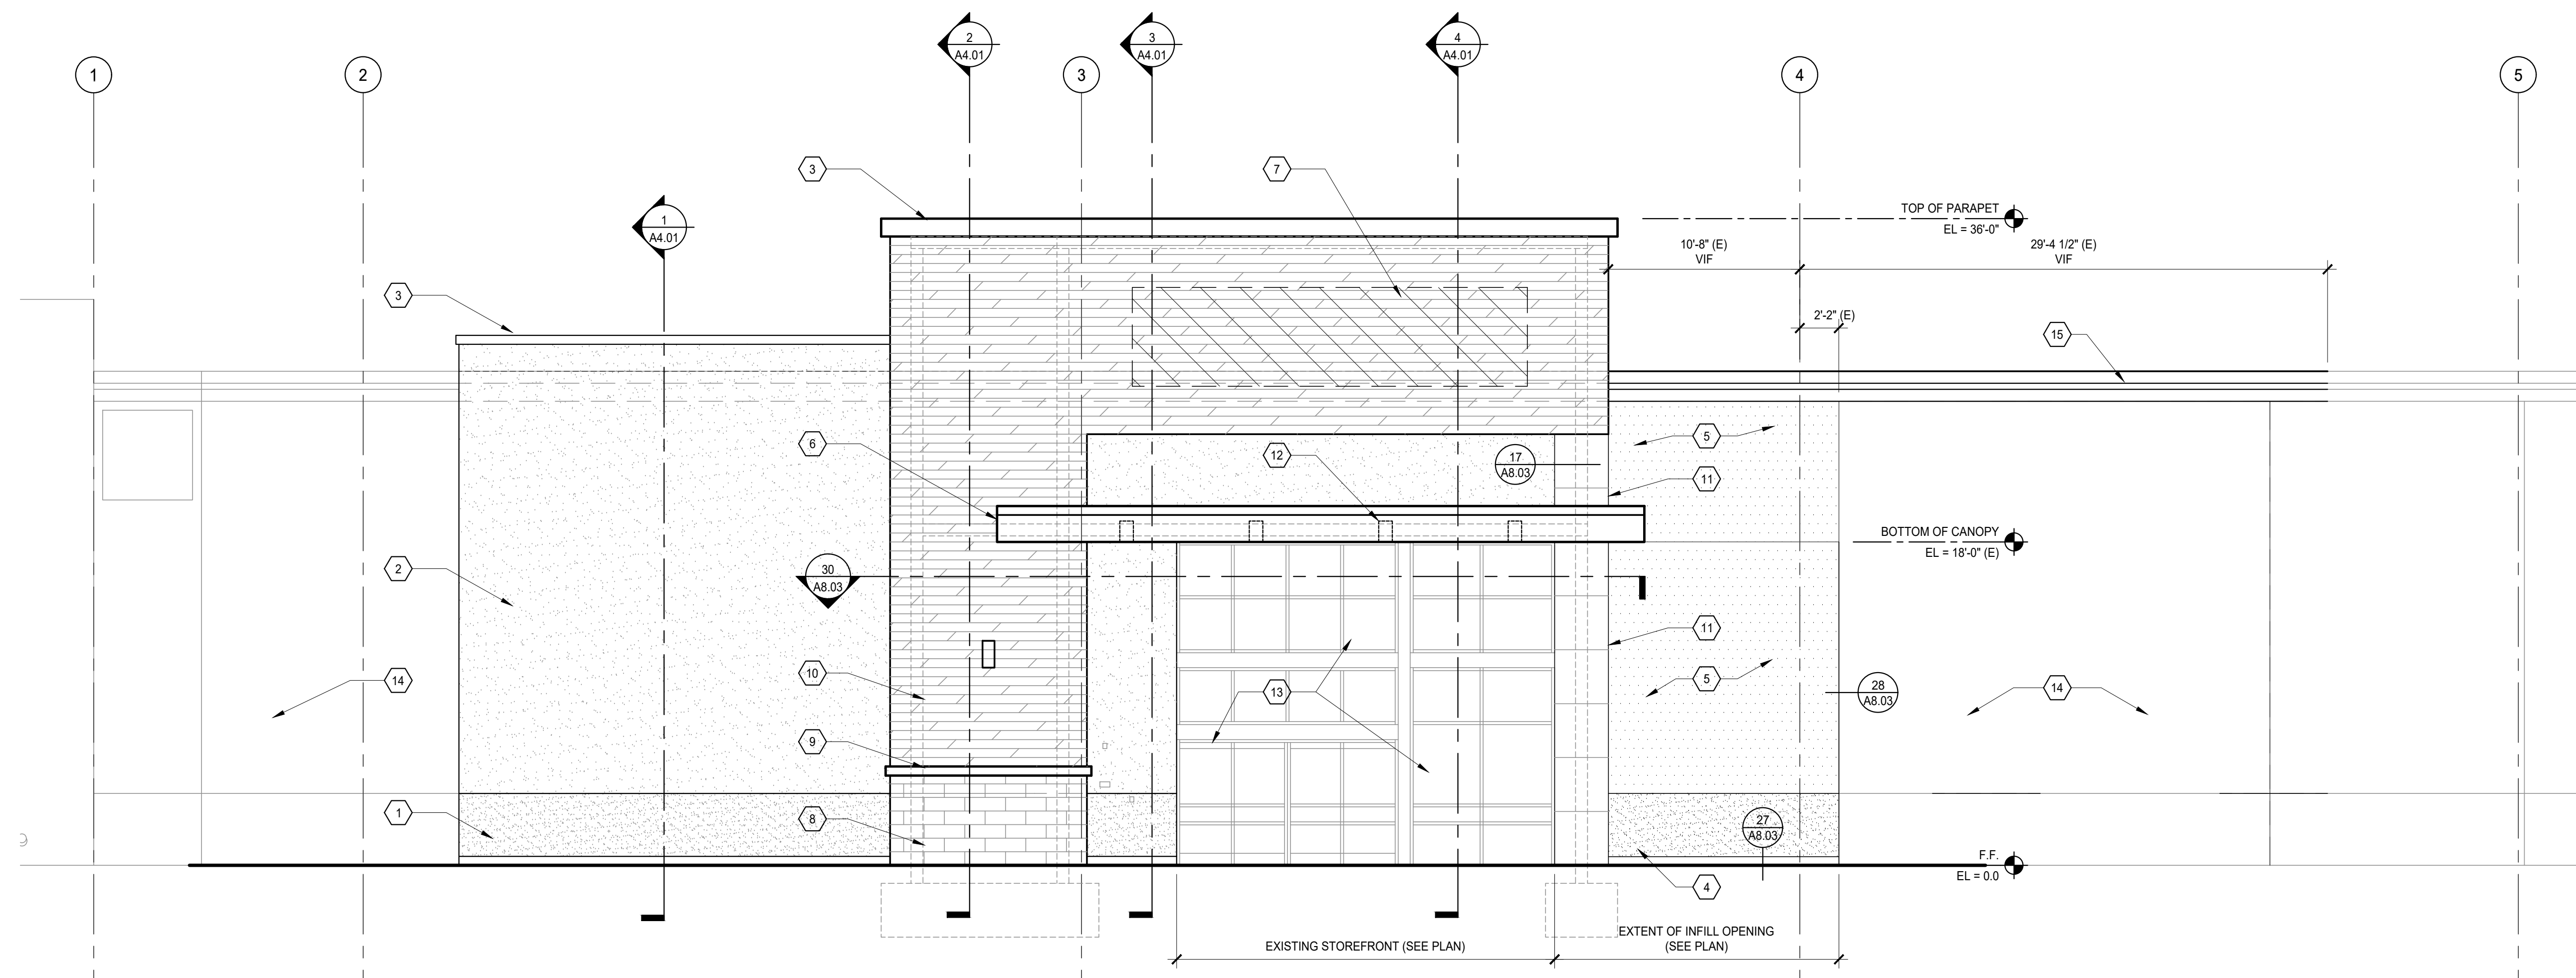 2
A4.01
3
A4.01
4
A4.01
1
2
3
4
5
3
7
1
A4.01
TOP OF PARAPET
EL = 36'-0"
10'-8" (E)
VIF
29'-4 1/2" (E)
VIF
3
2'-2" (E)
15
6
12
17
A8.03
5
11
BOTTOM OF CANOPY
EL = 18'-0" (E)
2
30
A8.03
11
10
14
13
5
28
A8.03
14
9
1
8
27
A8.03
F.F.
EL = 0.0
4
EXISTING STOREFRONT (SEE PLAN)
EXTENT OF INFILL OPENING
(SEE PLAN)